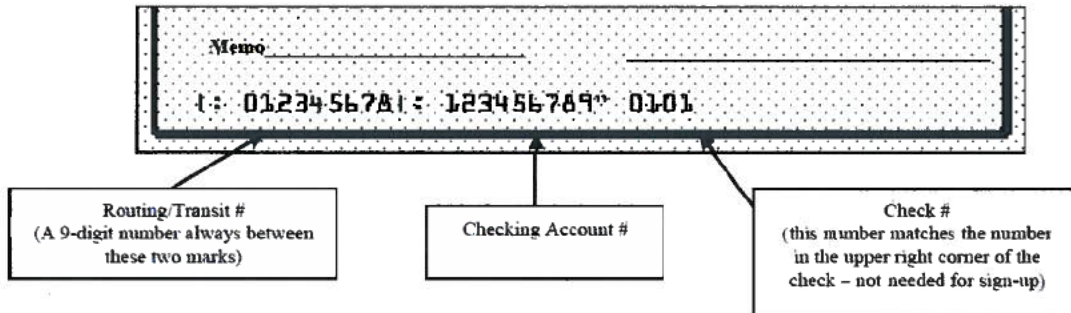 Memo
|: 012345678|: 123456789" 0101
Routing/Transit #
(A 9-digit number always between
these two marks)
Checking Account #
Check #
(this number matches the number
in the upper right corner of the
check – not needed for sign-up)